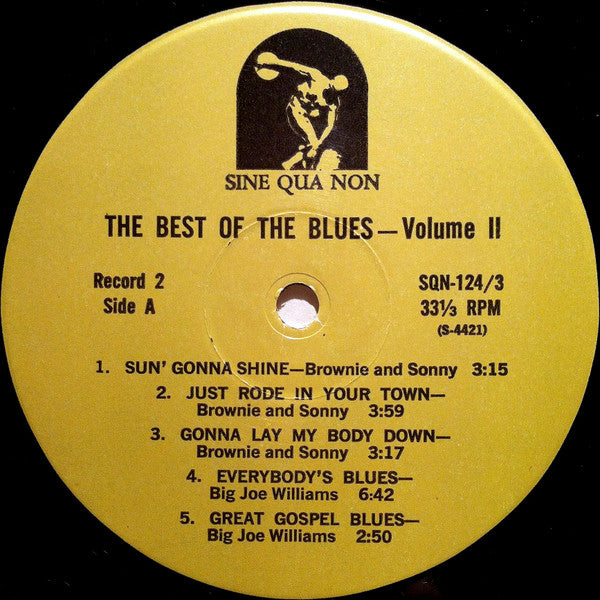 SINE QUA NON
THE BEST OF THE BLUES—Volume II
Record 2
Side A
SQN-124/3
33⅓ RPM
(S-4421)
1. SUN' GONNA SHINE—Brownie and Sonny 3:15
2. JUST RODE IN YOUR TOWN—
Brownie and Sonny 3:59
3. GONNA LAY MY BODY DOWN—
Brownie and Sonny 3:17
4. EVERYBODY'S BLUES—
Big Joe Williams 6:42
5. GREAT GOSPEL BLUES—
Big Joe Williams 2:50